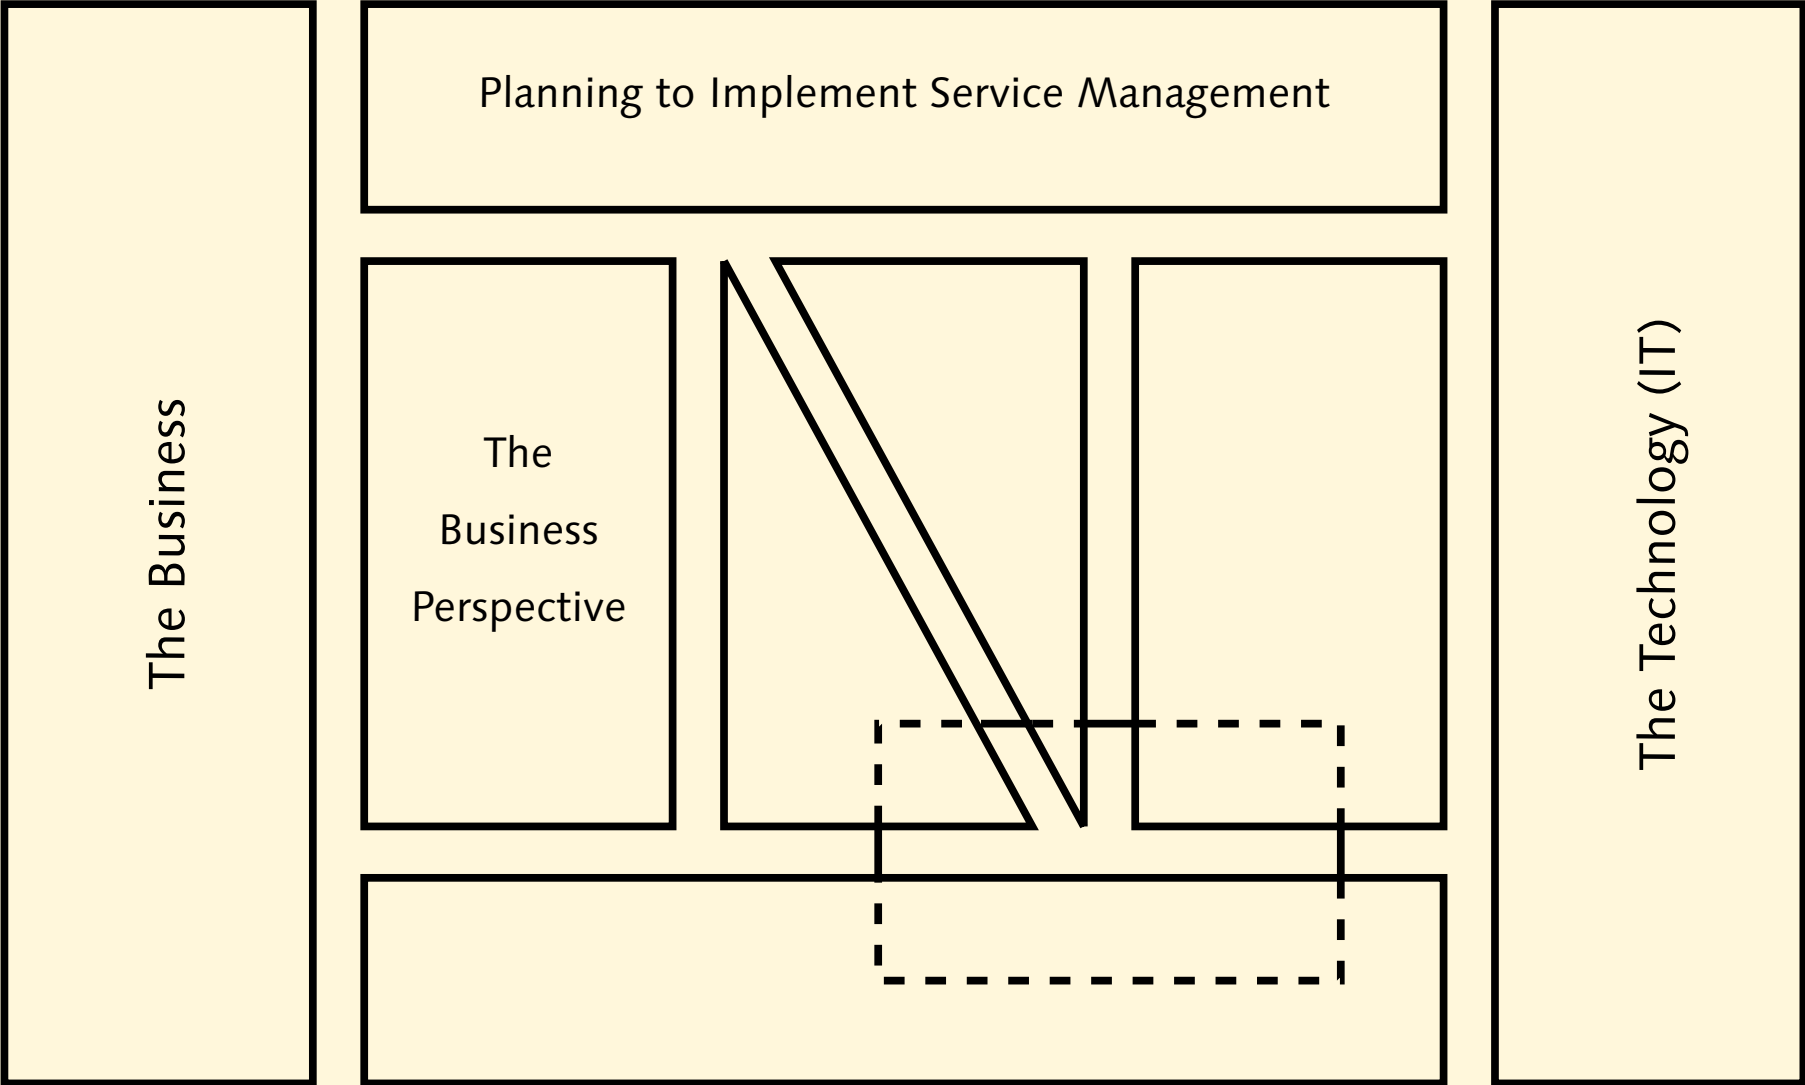 Planning to Implement Service Management
The Business
The
Business
Perspective
The Technology (IT)